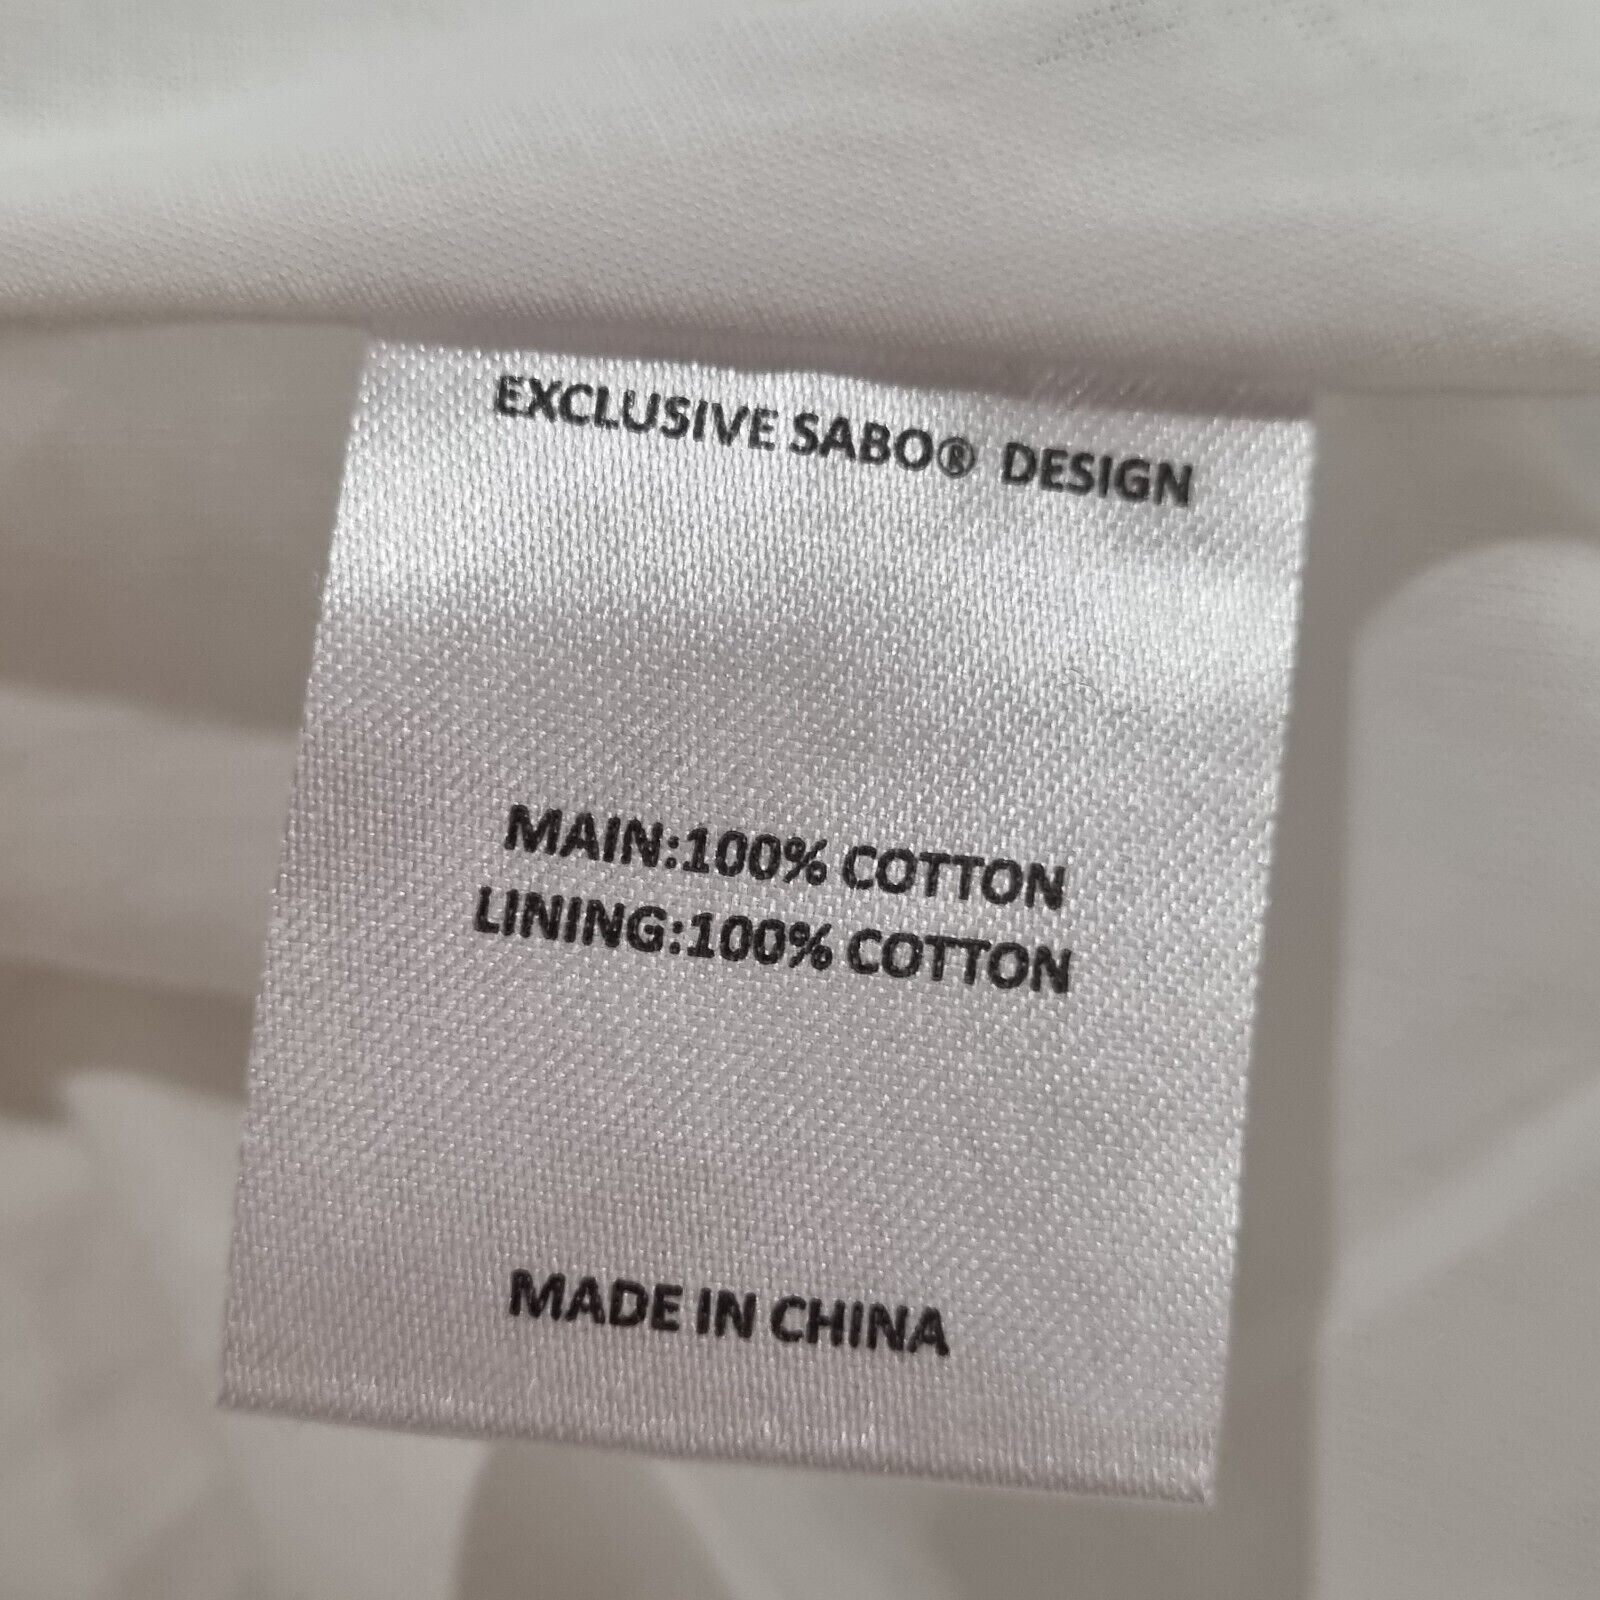 EXCLUSIVE SABO® DESIGN
MAIN:100% COTTON
LINING:100% COTTON
MADE IN CHINA